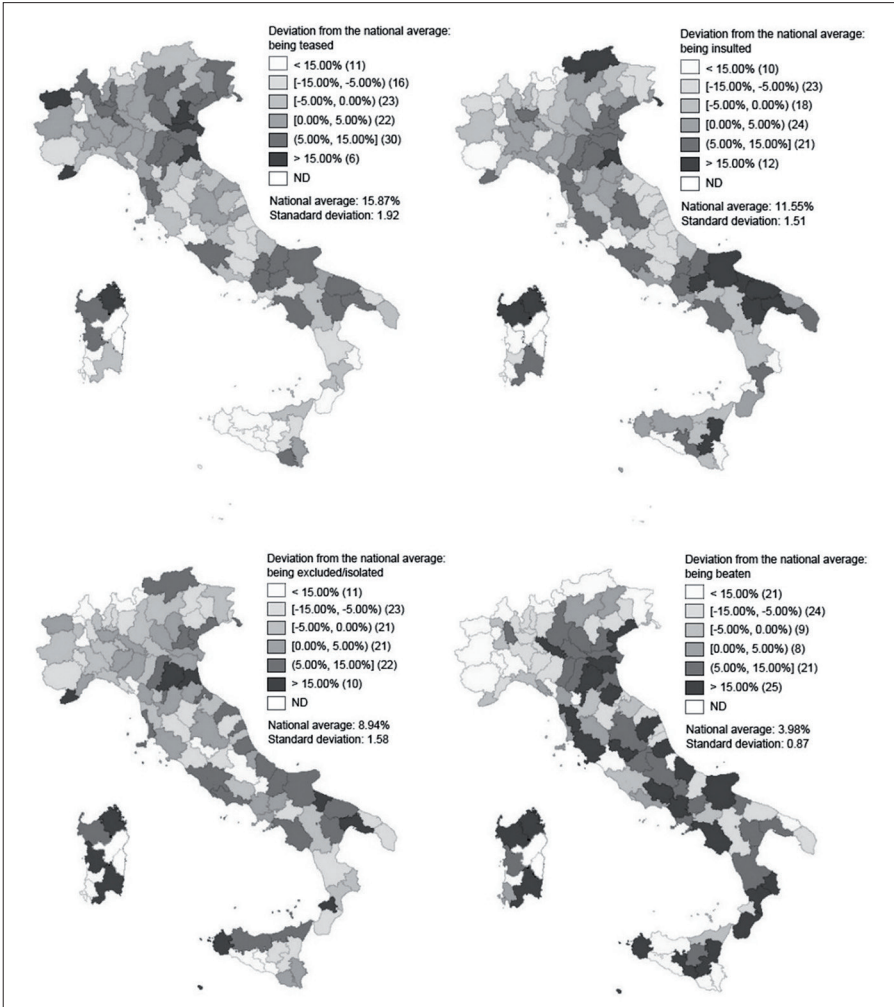 Deviation from the national average:
being teased
< 15.00% (11)
[-15.00%, -5.00%) (16)
[-5.00%, 0.00%) (23)
[0.00%, 5.00%) (22)
(5.00%, 15.00%] (30)
> 15.00% (6)
ND
National average: 15.87%
Stanadard deviation: 1.92
Deviation from the national average:
being insulted
< 15.00% (10)
[-15.00%, -5.00%) (23)
[-5.00%, 0.00%) (18)
[0.00%, 5.00%) (24)
(5.00%, 15.00%] (21)
> 15.00% (12)
ND
National average: 11.55%
Standard deviation: 1.51
Deviation from the national average:
being excluded/isolated
< 15.00% (11)
[-15.00%, -5.00%) (23)
[-5.00%, 0.00%) (21)
[0.00%, 5.00%) (21)
(5.00%, 15.00%] (22)
> 15.00% (10)
ND
National average: 8.94%
Standard deviation: 1.58
Deviation from the national average:
being beaten
< 15.00% (21)
[-15.00%, -5.00%) (24)
[-5.00%, 0.00%) (9)
[0.00%, 5.00%) (8)
(5.00%, 15.00%] (21)
> 15.00% (25)
ND
National average: 3.98%
Standard deviation: 0.87